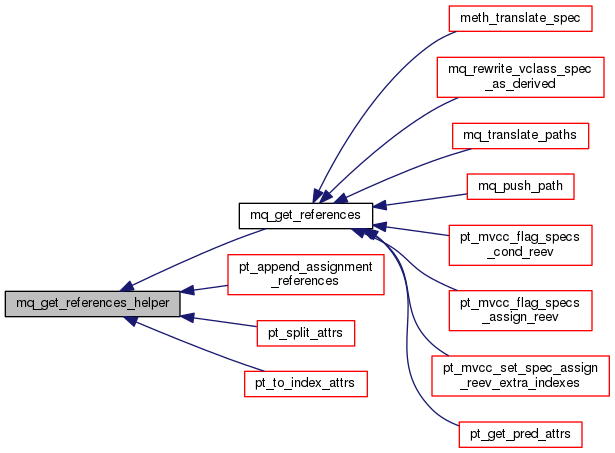 meth_translate_spec
mq_rewrite_vclass_spec
_as_derived
mq_translate_paths
mq_push_path
mq_get_references
pt_mvcc_flag_specs
_cond_reev
pt_append_assignment
_references
mq_get_references_helper
pt_mvcc_flag_specs
_assign_reev
pt_split_attrs
pt_mvcc_set_spec_assign
_reev_extra_indexes
pt_to_index_attrs
pt_get_pred_attrs